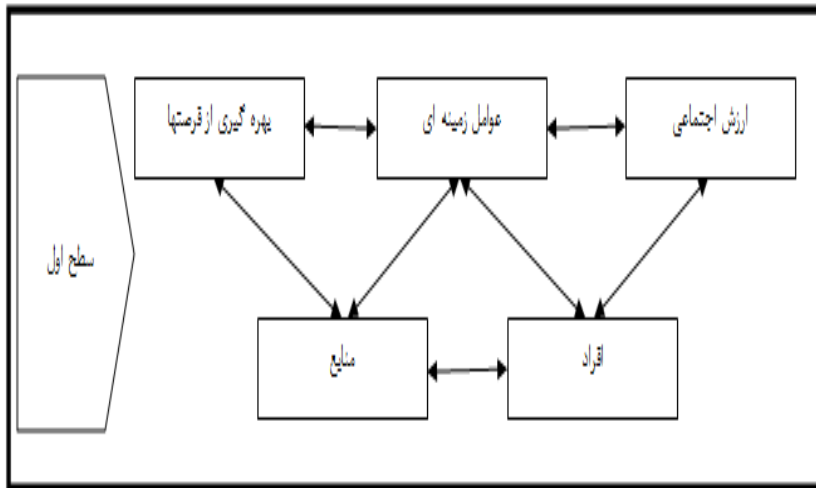 ارزش اجتماعی
عوامل زمینه ای
بهره گیری از فرصتها
سطح اول
افراد
منابع